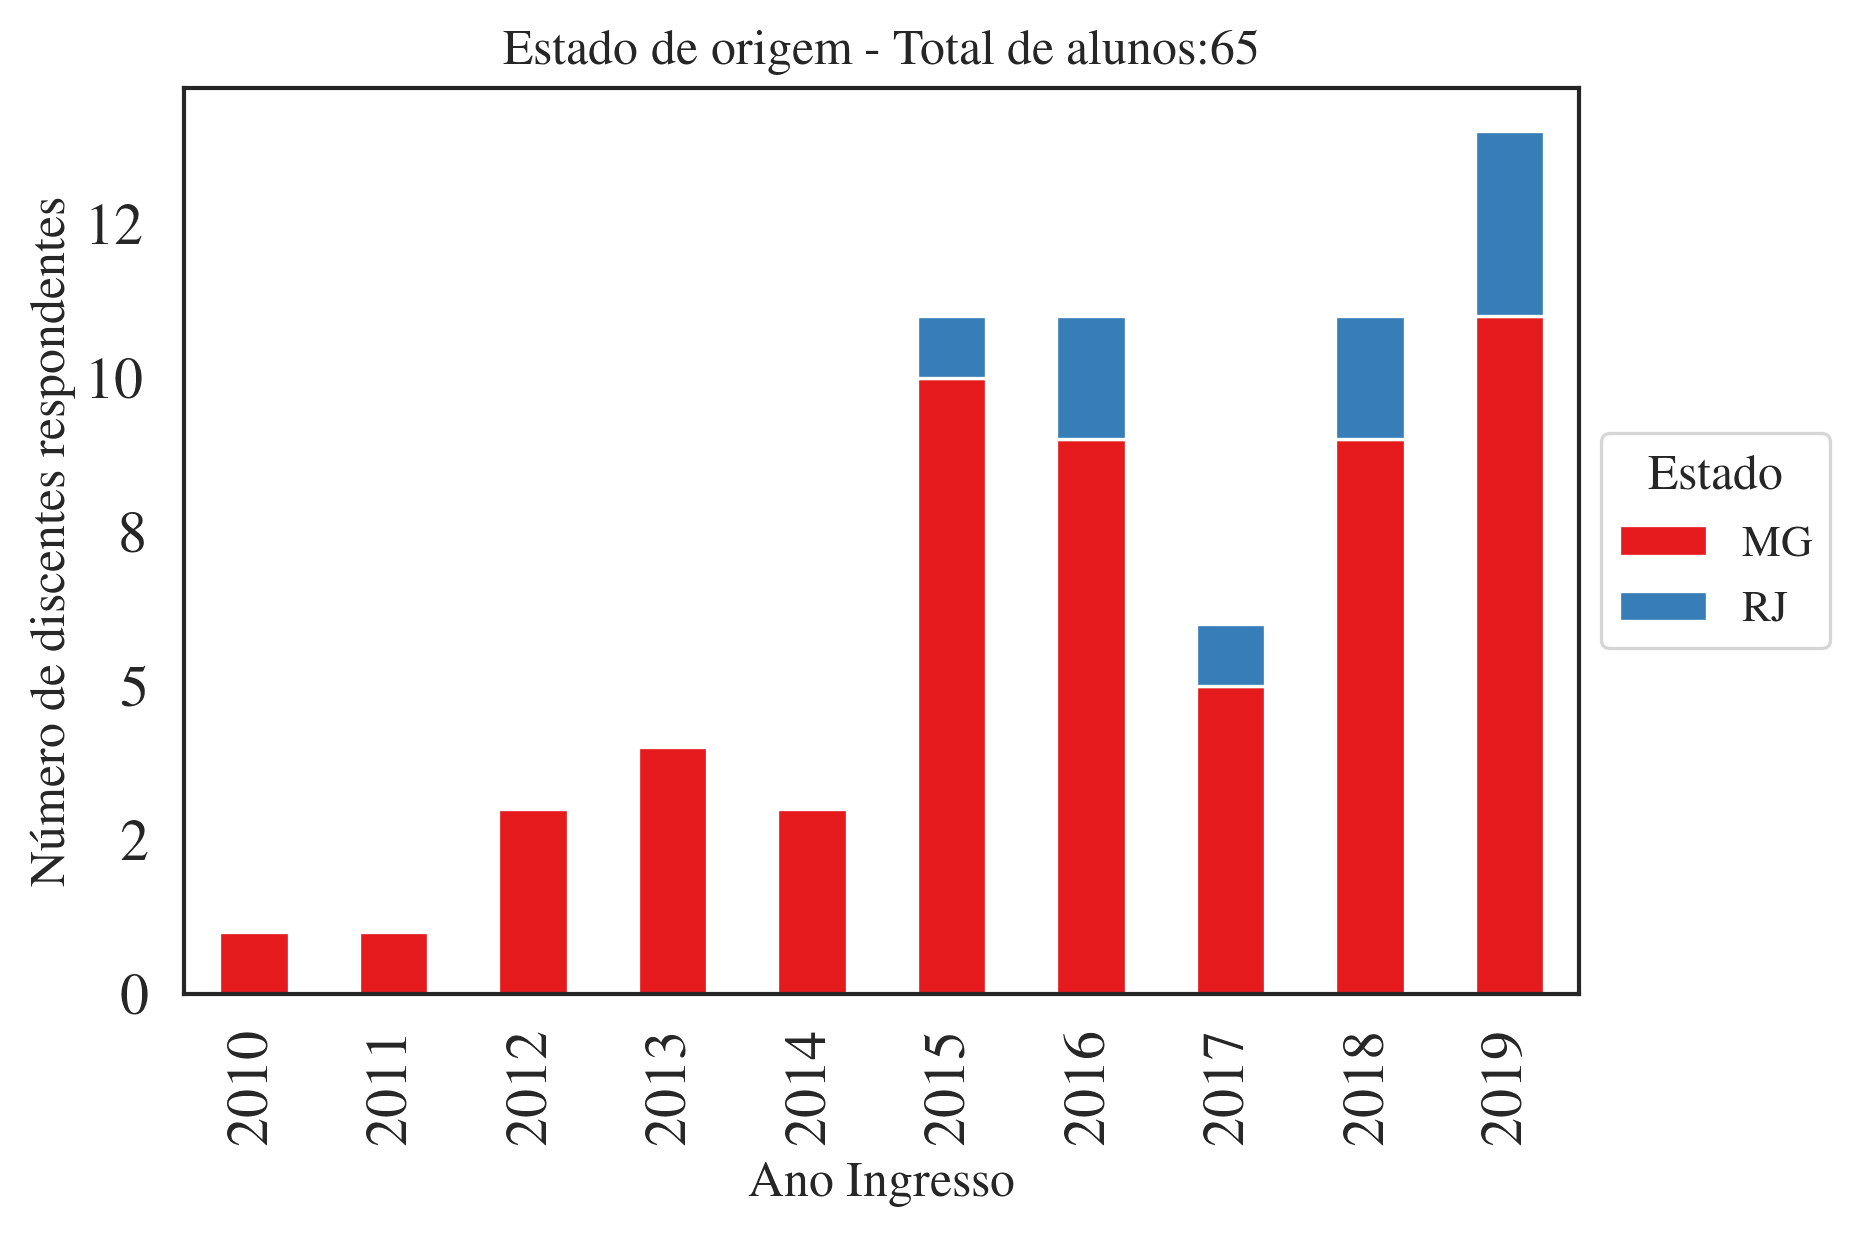 Estado de origem - Total de alunos:65
Número de discentes respondentes
12
10
8
5
2
0
2010 2011 2012 2013 2014 2015 2016 2017 2018 2019
Ano Ingresso
Estado
MG
RJ